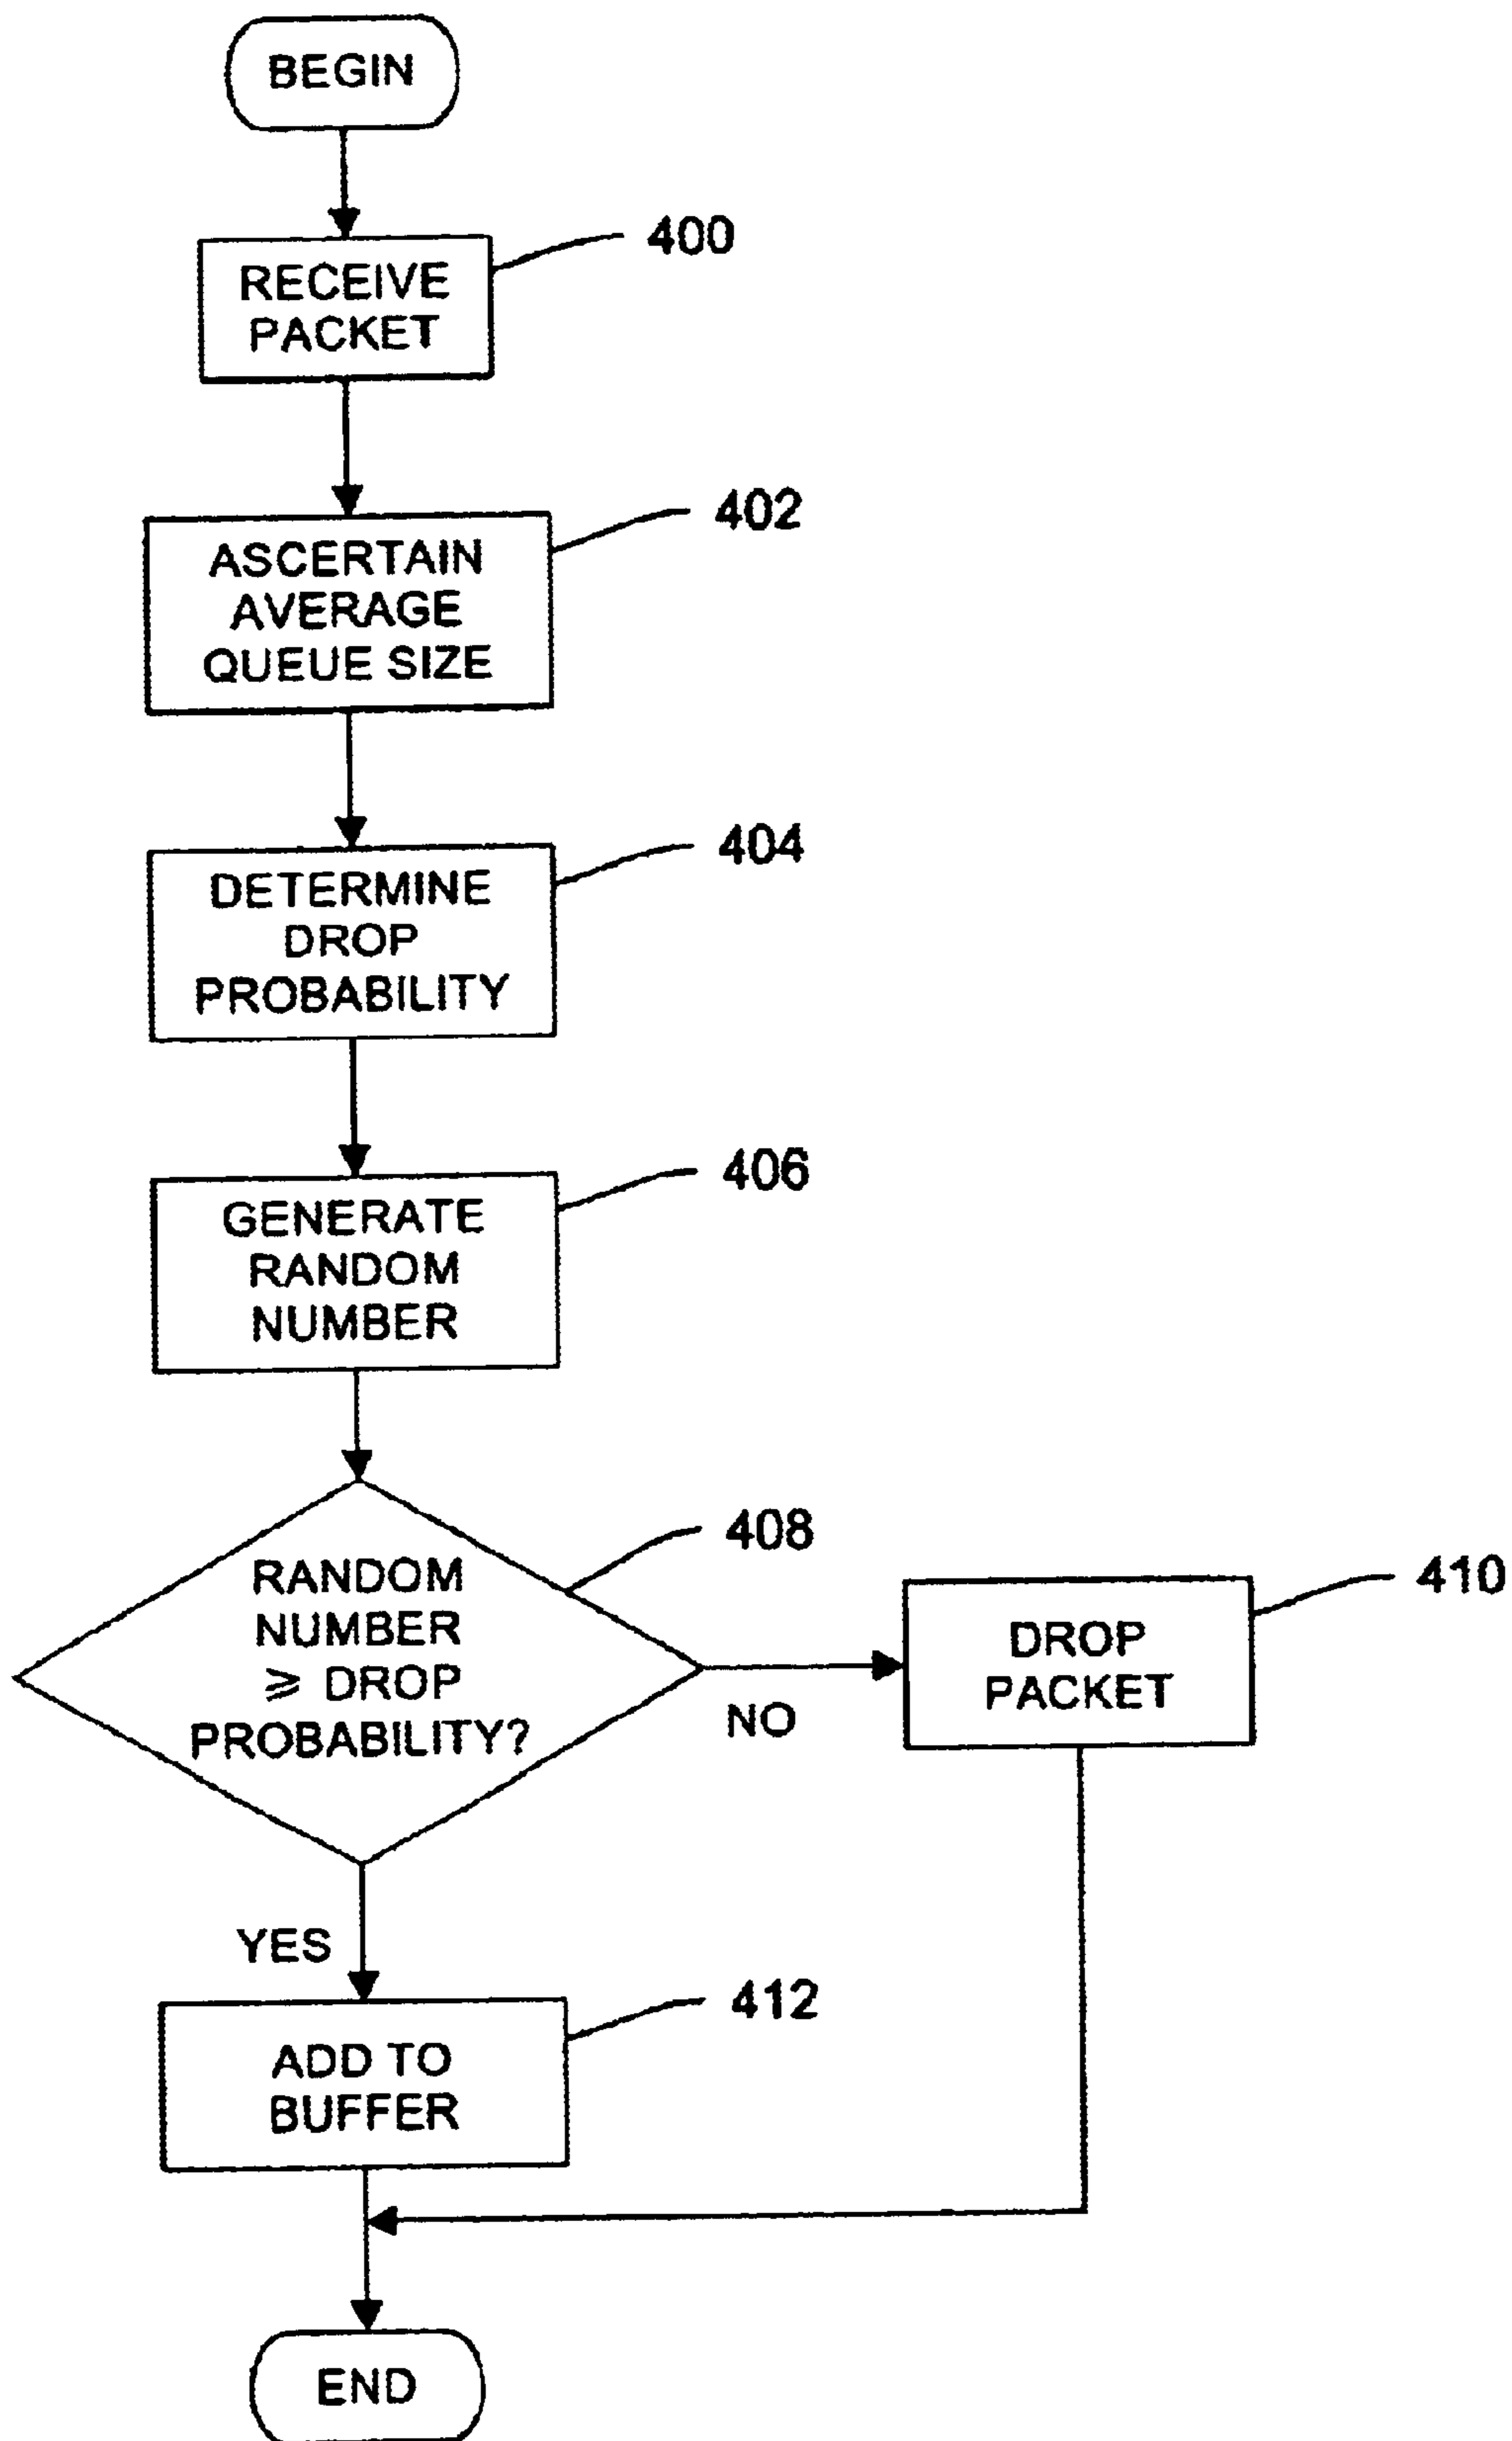 BEGIN
400
RECEIVE
PACKET
402
ASCERTAIN
AVERAGE
QUEUE SIZE
404
DETERMINE
DROP
PROBABILITY
406
GENERATE
RANDOM
NUMBER
408
RANDOM
NUMBER
⩾ DROP
PROBABILITY?
NO
410
DROP
PACKET
YES
412
ADD TO
BUFFER
END